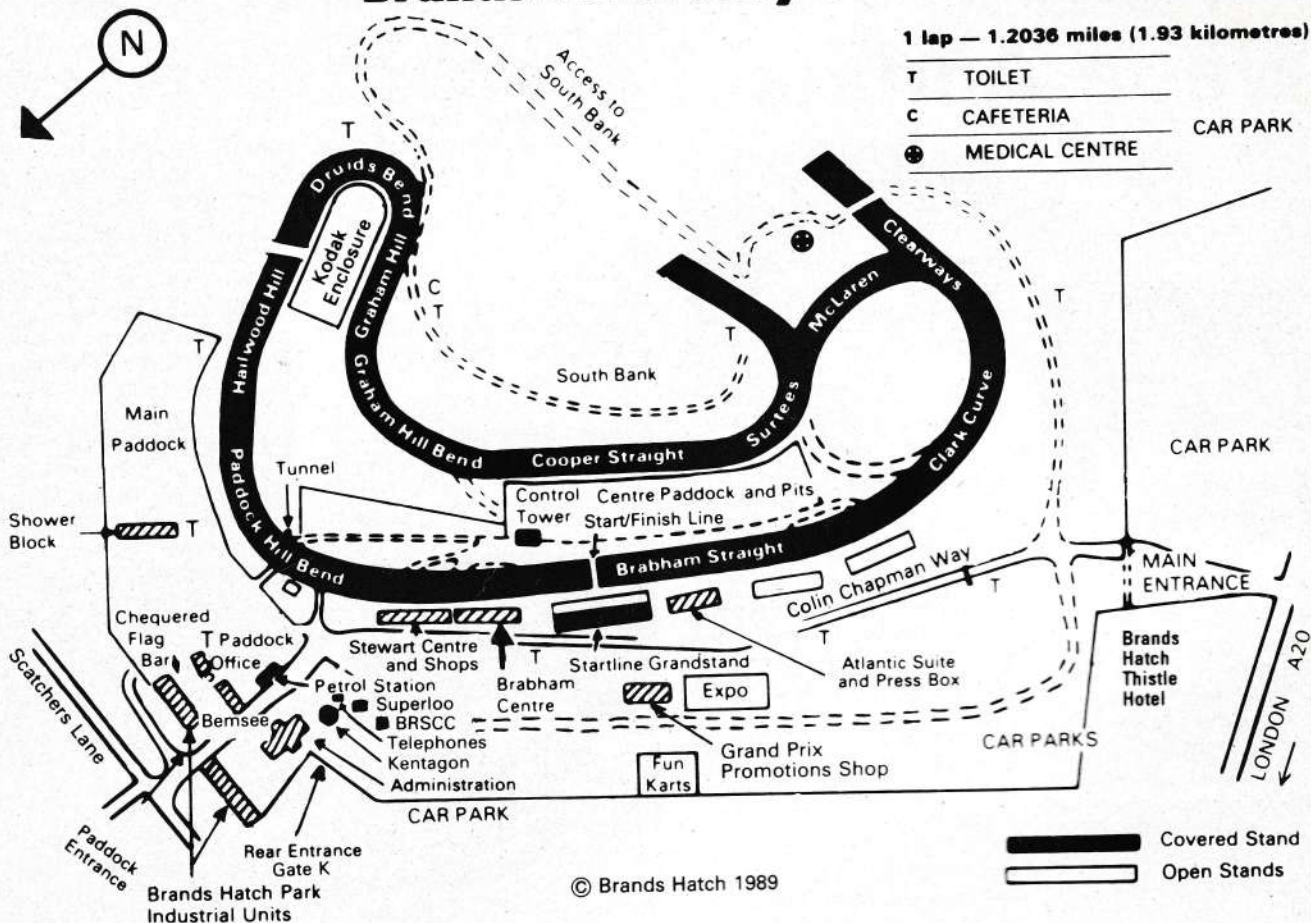 N
1 lap — 1.2036 miles (1.93 kilometres)
T TOILET
C CAFETERIA
MEDICAL CENTRE
CAR PARK
Access to
South Bank
T
Druids Bend
Kodak
Enclosure
Graham Hill
Hailwood Hill
C
T
Clearways
McLaren
T
T
T
South Bank
Main
Paddock
Graham Hill Bend
Cooper Straight
Surtees
Clark Curve
CAR PARK
Paddock Hill Bend
Tunnel
Control
Tower
Centre Paddock and Pits
Start/Finish Line
Shower
Block
T
Brabham Straight
Colin Chapman Way
T
T
MAIN
ENTRANCE
Chequered
Flag
Bar
T Paddock
Office
Stewart Centre
and Shops
T
Startline Grandstand
Atlantic Suite
and Press Box
Brands
Hatch
Thistle
Hotel
A20
LONDON
Petrol Station
Superloo
BRSCC
Brabham
Centre
Expo
Bemsee
Telephones
Kentagon
Administration
Grand Prix
Promotions Shop
CAR PARKS
Scatchers Lane
Fun
Karts
CAR PARK
Paddock
Entrance
Rear Entrance
Gate K
Brands Hatch Park
Industrial Units
© Brands Hatch 1989
Covered Stand
Open Stands